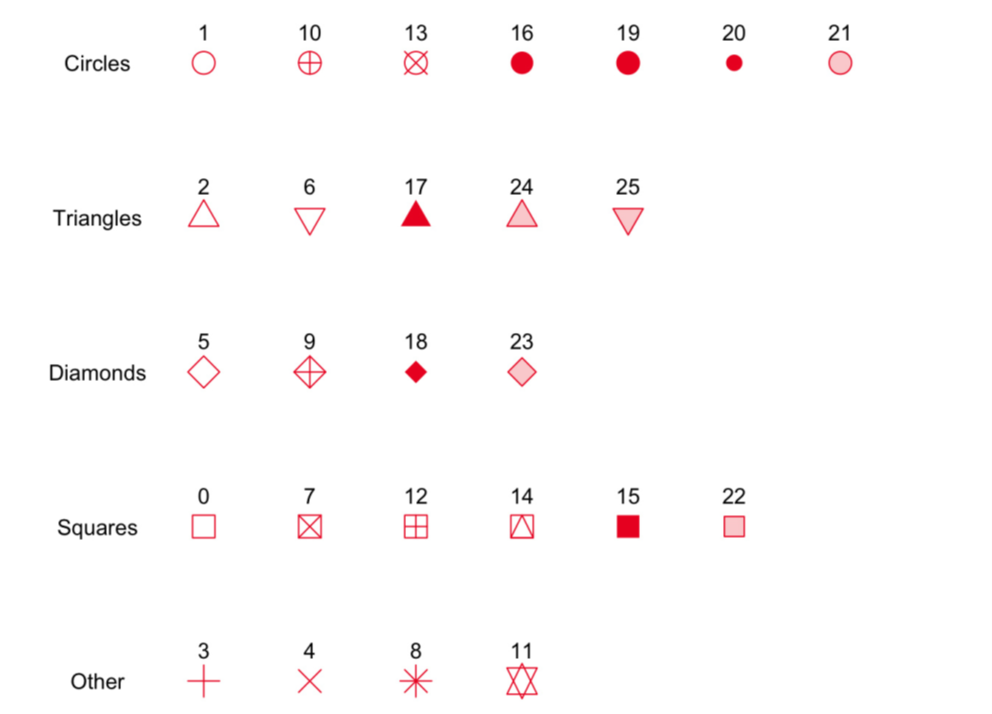 1 10 13 16 19 20 21
Circles
2 6 17 24 25
Triangles
5 9 18 23
Diamonds
0 7 12 14 15 22
Squares
3 4 8 11
Other